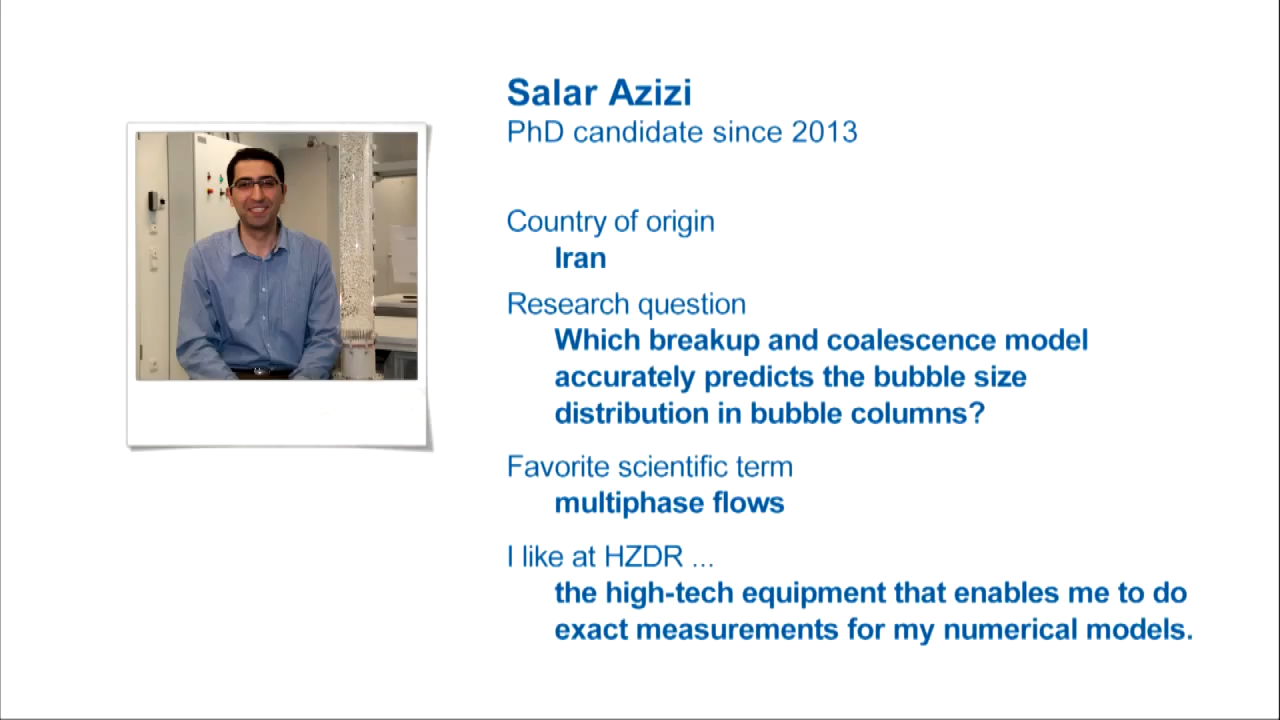 Salar Azizi
PhD candidate since 2013
Country of origin
Iran
Research question
Which breakup and coalescence model
accurately predicts the bubble size
distribution in bubble columns?
Favorite scientific term
multiphase flows
I like at HZDR ...
the high-tech equipment that enables me to do
exact measurements for my numerical models.